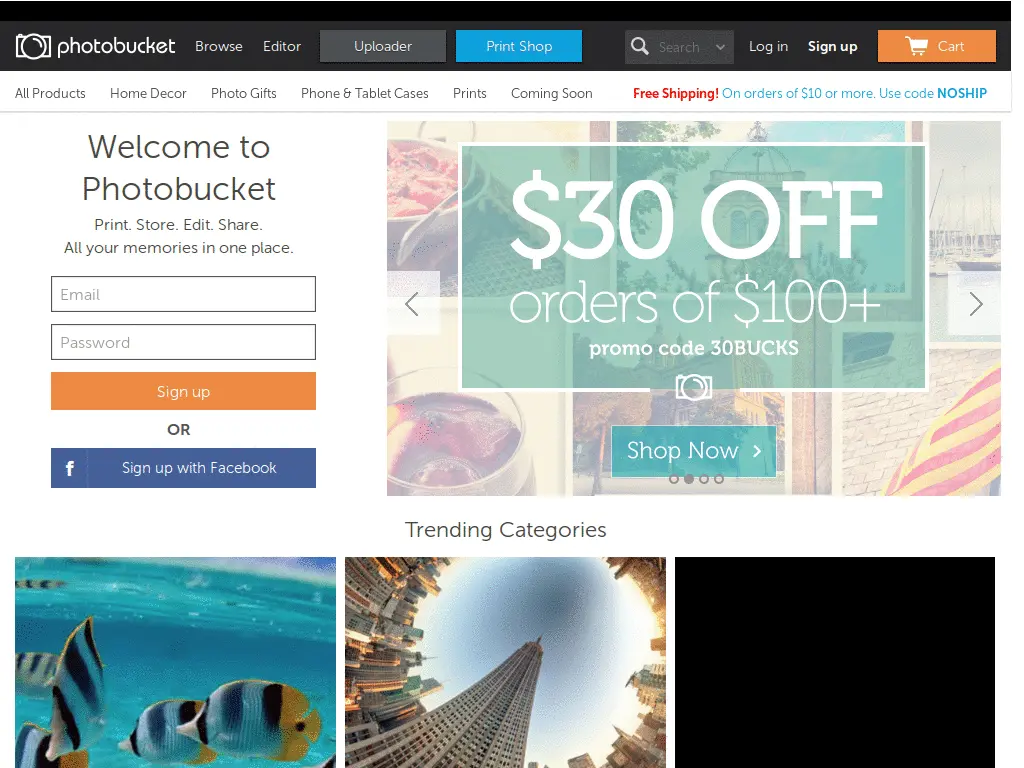 photobucket
Browse
Editor
Uploader
Print Shop
Search
Log in
Sign up
Cart
All Products
Home Decor
Photo Gifts
Phone & Tablet Cases
Prints
Coming Soon
Free Shipping! On orders of $10 or more. Use code NOSHIP
Welcome to
Photobucket
Print. Store. Edit. Share.
All your memories in one place.
Email
Password
Sign up
OR
f Sign up with Facebook
$30 OFF
orders of $100+
promo code 30BUCKS
Shop Now
Trending Categories